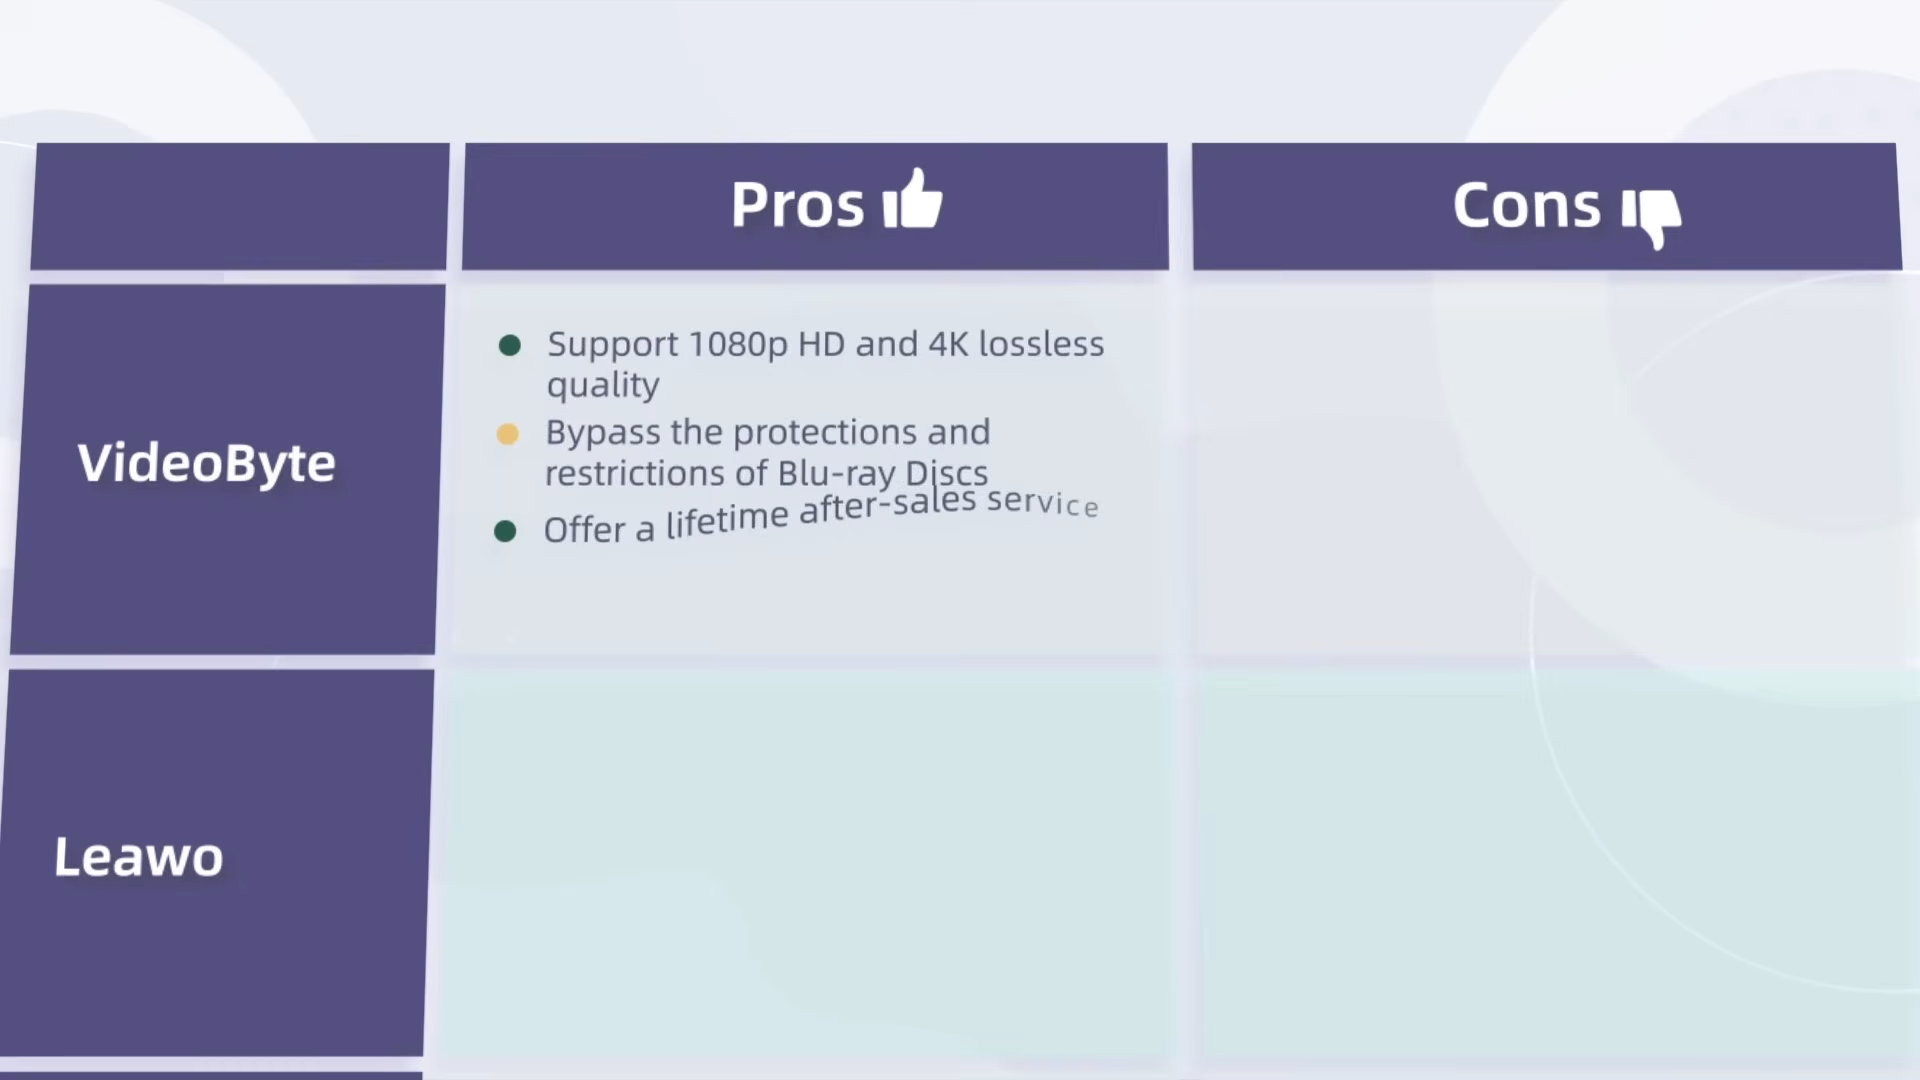 Pros
Cons
VideoByte
Support 1080p HD and 4K lossless
quality
Bypass the protections and
restrictions of Blu-ray Discs
Offer a lifetime after-sales service
Leawo